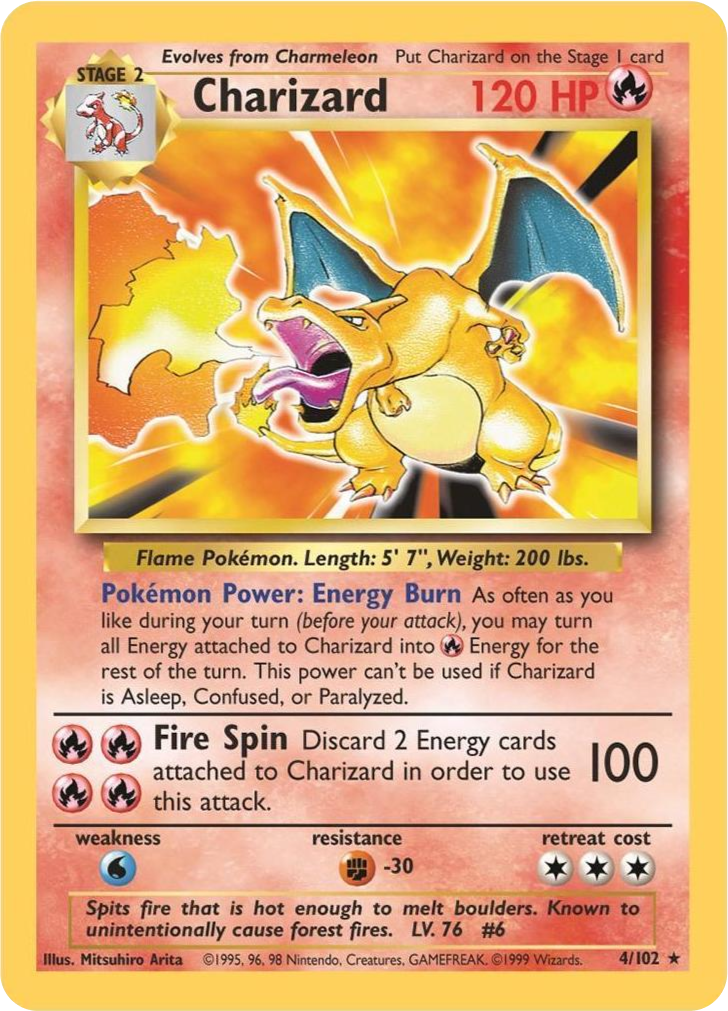 Evolves from Charmeleon Put Charizard on the Stage 1 card
STAGE 2
Charizard 120 HP
Flame Pokémon. Length: 5' 7", Weight: 200 lbs.
Pokémon Power: Energy Burn As often as you
like during your turn (before your attack), you may turn
all Energy attached to Charizard into Energy for the
rest of the turn. This power can't be used if Charizard
is Asleep, Confused, or Paralyzed.
Fire Spin Discard 2 Energy cards
attached to Charizard in order to use 100
this attack.
weakness resistance retreat cost
-30
Spits fire that is hot enough to melt boulders. Known to
unintentionally cause forest fires. LV. 76 #6
Illus. Mitsuhiro Arita ©1995, 96, 98 Nintendo, Creatures, GAMEFREAK. ©1999 Wizards. 4/102 ★